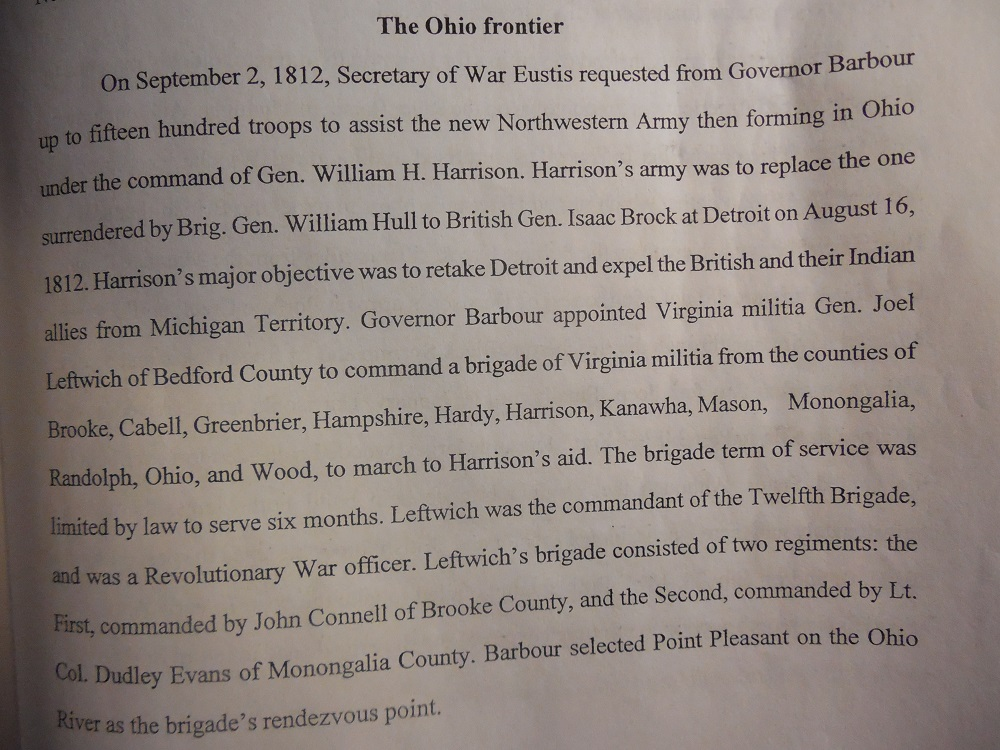 The Ohio frontier
On September 2, 1812, Secretary of War Eustis requested from Governor Barbour
up to fifteen hundred troops to assist the new Northwestern Army then forming in Ohio
under the command of Gen. William H. Harrison. Harrison's army was to replace the one
surrendered by Brig. Gen. William Hull to British Gen. Isaac Brock at Detroit on August 16,
1812. Harrison's major objective was to retake Detroit and expel the British and their Indian
allies from Michigan Territory. Governor Barbour appointed Virginia militia Gen. Joel
Leftwich of Bedford County to command a brigade of Virginia militia from the counties of
Brooke, Cabell, Greenbrier, Hampshire, Hardy, Harrison, Kanawha, Mason, Monongalia,
Randolph, Ohio, and Wood, to march to Harrison's aid. The brigade term of service was
limited by law to serve six months. Leftwich was the commandant of the Twelfth Brigade,
and was a Revolutionary War officer. Leftwich's brigade consisted of two regiments: the
First, commanded by John Connell of Brooke County, and the Second, commanded by Lt.
Col. Dudley Evans of Monongalia County. Barbour selected Point Pleasant on the Ohio
River as the brigade's rendezvous point.